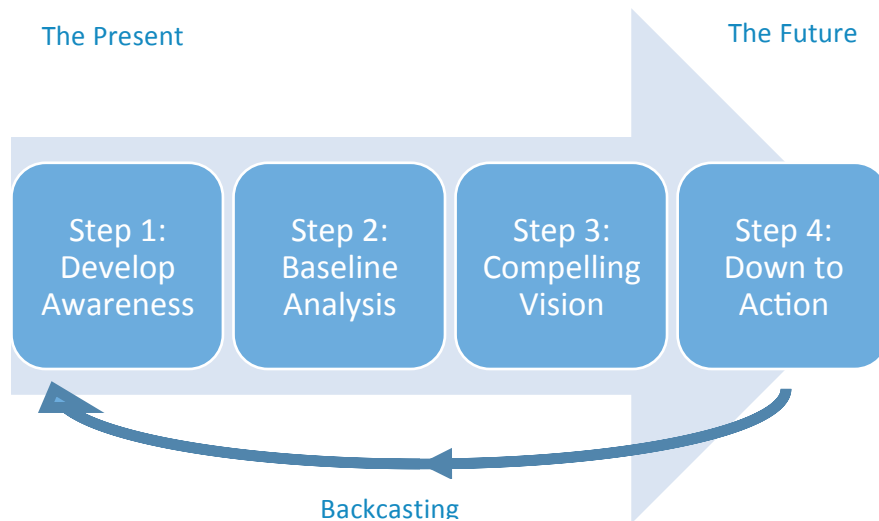 The Present
The Future
Step 1:
Develop
Awareness
Step 2:
Baseline
Analysis
Step 3:
Compelling
Vision
Step 4:
Down to
Action
Backcasting